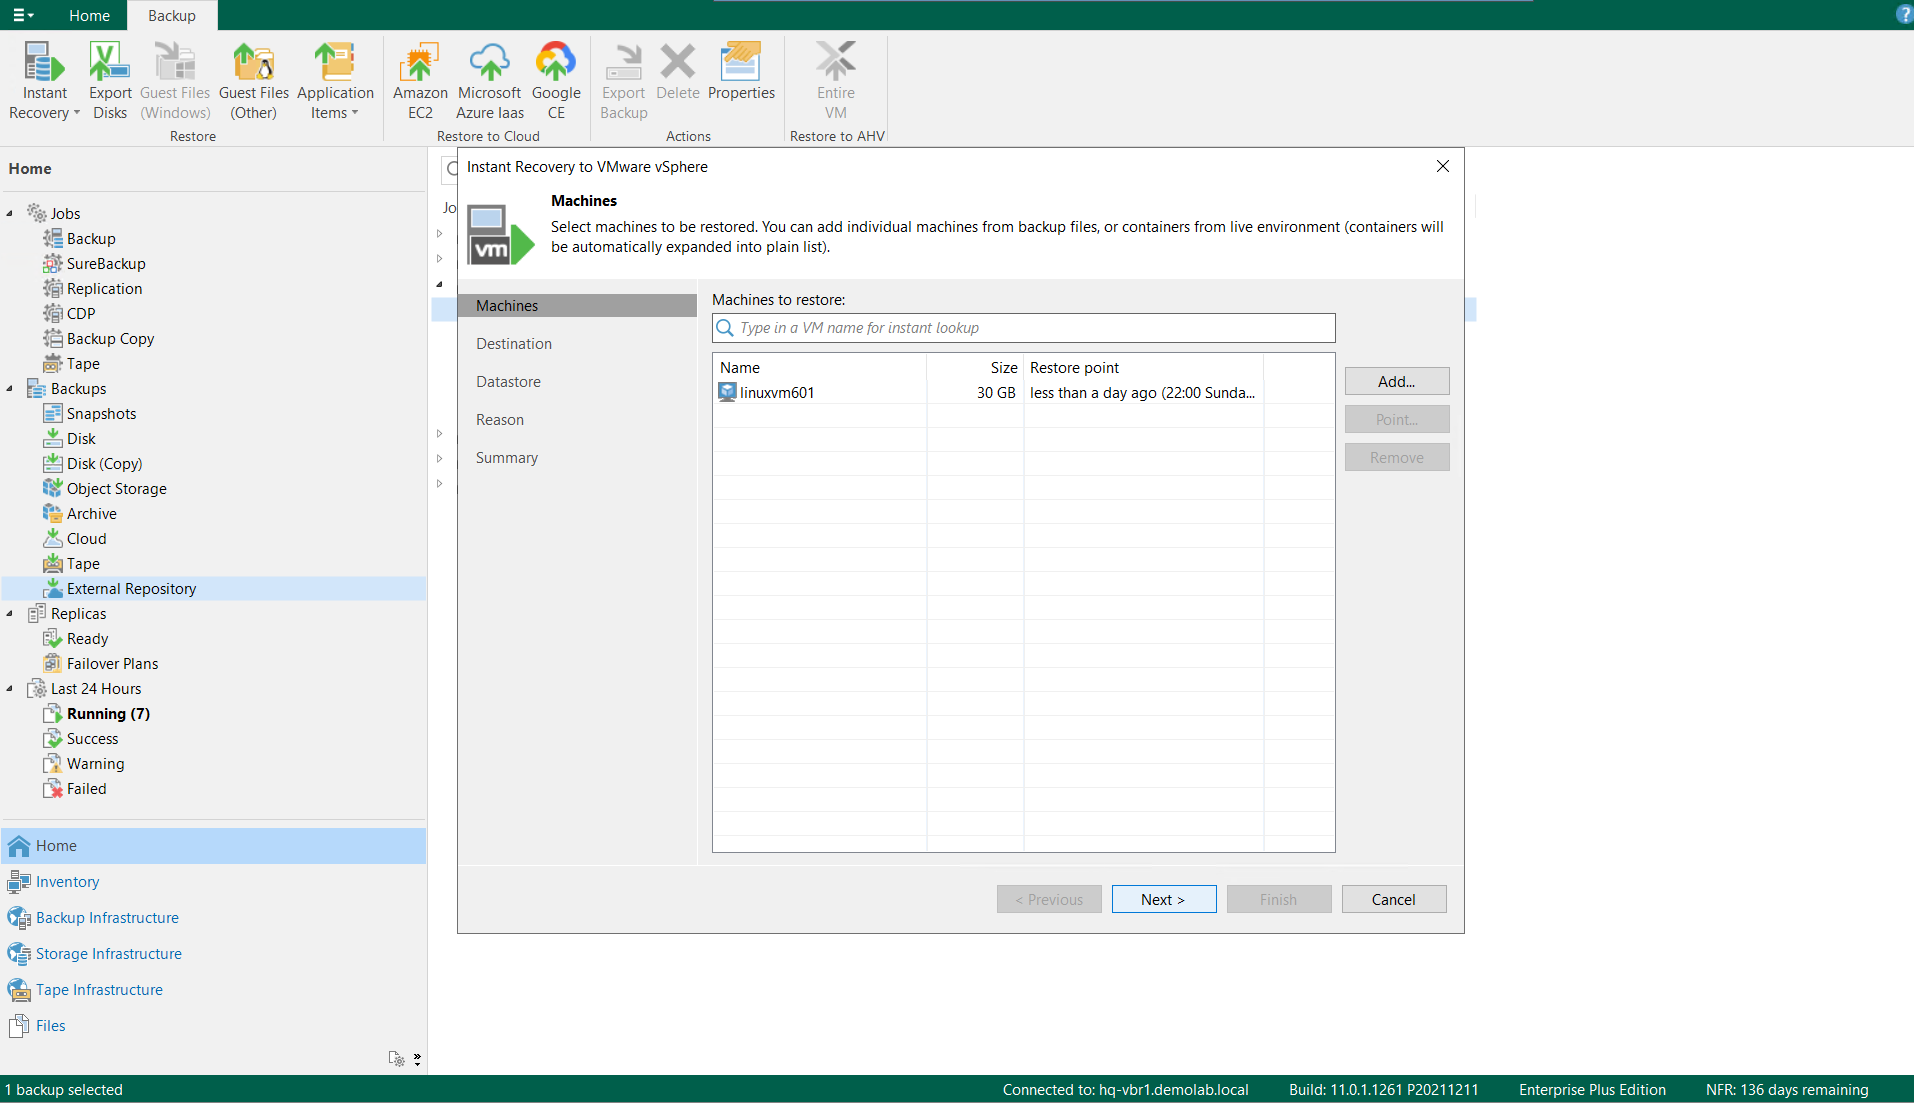 Home
Backup
?
Instant
Recovery
Export
Disks
Guest Files
(Windows)
Guest Files
(Other)
Application
Items
Restore
Amazon
EC2
Microsoft
Azure Iaas
Google
CE
Restore to Cloud
Export
Backup
Delete
Properties
Actions
Entire
VM
Restore to AHV
Home
Jobs
Backup
SureBackup
Replication
CDP
Backup Copy
Tape
Backups
Snapshots
Disk
Disk (Copy)
Object Storage
Archive
Cloud
Tape
External Repository
Replicas
Ready
Failover Plans
Last 24 Hours
Running (7)
Success
Warning
Failed
Home
Inventory
Backup Infrastructure
Storage Infrastructure
Tape Infrastructure
Files
Jo
Instant Recovery to VMware vSphere
vm
Machines
Select machines to be restored. You can add individual machines from backup files, or containers from live environment (containers will
be automatically expanded into plain list).
Machines
Destination
Datastore
Reason
Summary
Machines to restore:
Type in a VM name for instant lookup
Name Size Restore point
linuxvm601 30 GB less than a day ago (22:00 Sunda...
Add...
Point...
Remove
< Previous
Next >
Finish
Cancel
1 backup selected
Connected to: hq-vbr1.demolab.local
Build: 11.0.1.1261 P20211211
Enterprise Plus Edition
NFR: 136 days remaining